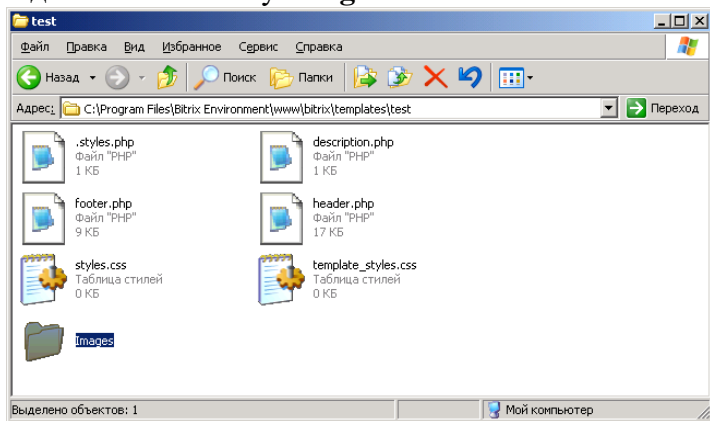 test
Файл Правка Вид Избранное Сервис Справка
Назад Поиск Папки
Адрес: C:\Program Files\Bitrix Environment\www\bitrix\templates\test Переход
.styles.php
Файл "PHP"
1 КБ
description.php
Файл "PHP"
1 КБ
footer.php
Файл "PHP"
9 КБ
header.php
Файл "PHP"
17 КБ
styles.css
Таблица стилей
0 КБ
template_styles.css
Таблица стилей
0 КБ
Images
Выделено объектов: 1 Мой компьютер